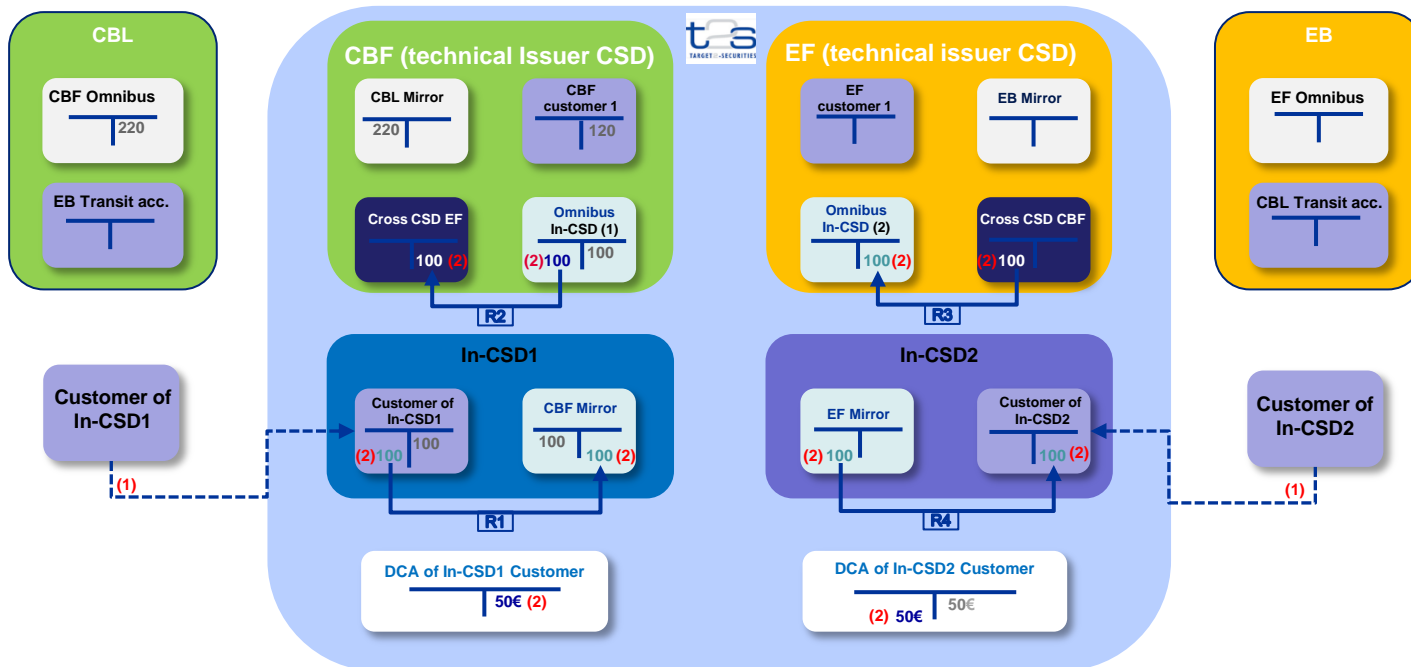 CBL
CBF Omnibus
220
EB Transit acc.
t2s
TARGET2-SECURITIES
CBF (technical Issuer CSD)
CBL Mirror
220
CBF
customer 1
120
Cross CSD EF
100 (2)
Omnibus
In-CSD (1)
100
(2)100
R2
EF (technical issuer CSD)
EF
customer 1
EB Mirror
Omnibus
In-CSD (2)
100(2)
Cross CSD CBF
(2) 100
R3
EB
EF Omnibus
CBL Transit acc.
Customer of
In-CSD1
(1)
In-CSD1
Customer of
In-CSD1
100
(2)100
CBF Mirror
100
100 (2)
R1
In-CSD2
EF Mirror
(2) 100
Customer of
In-CSD2
100 (2)
R4
Customer of
In-CSD2
(1)
DCA of In-CSD1 Customer
50€ (2)
DCA of In-CSD2 Customer
50€
(2) 50€